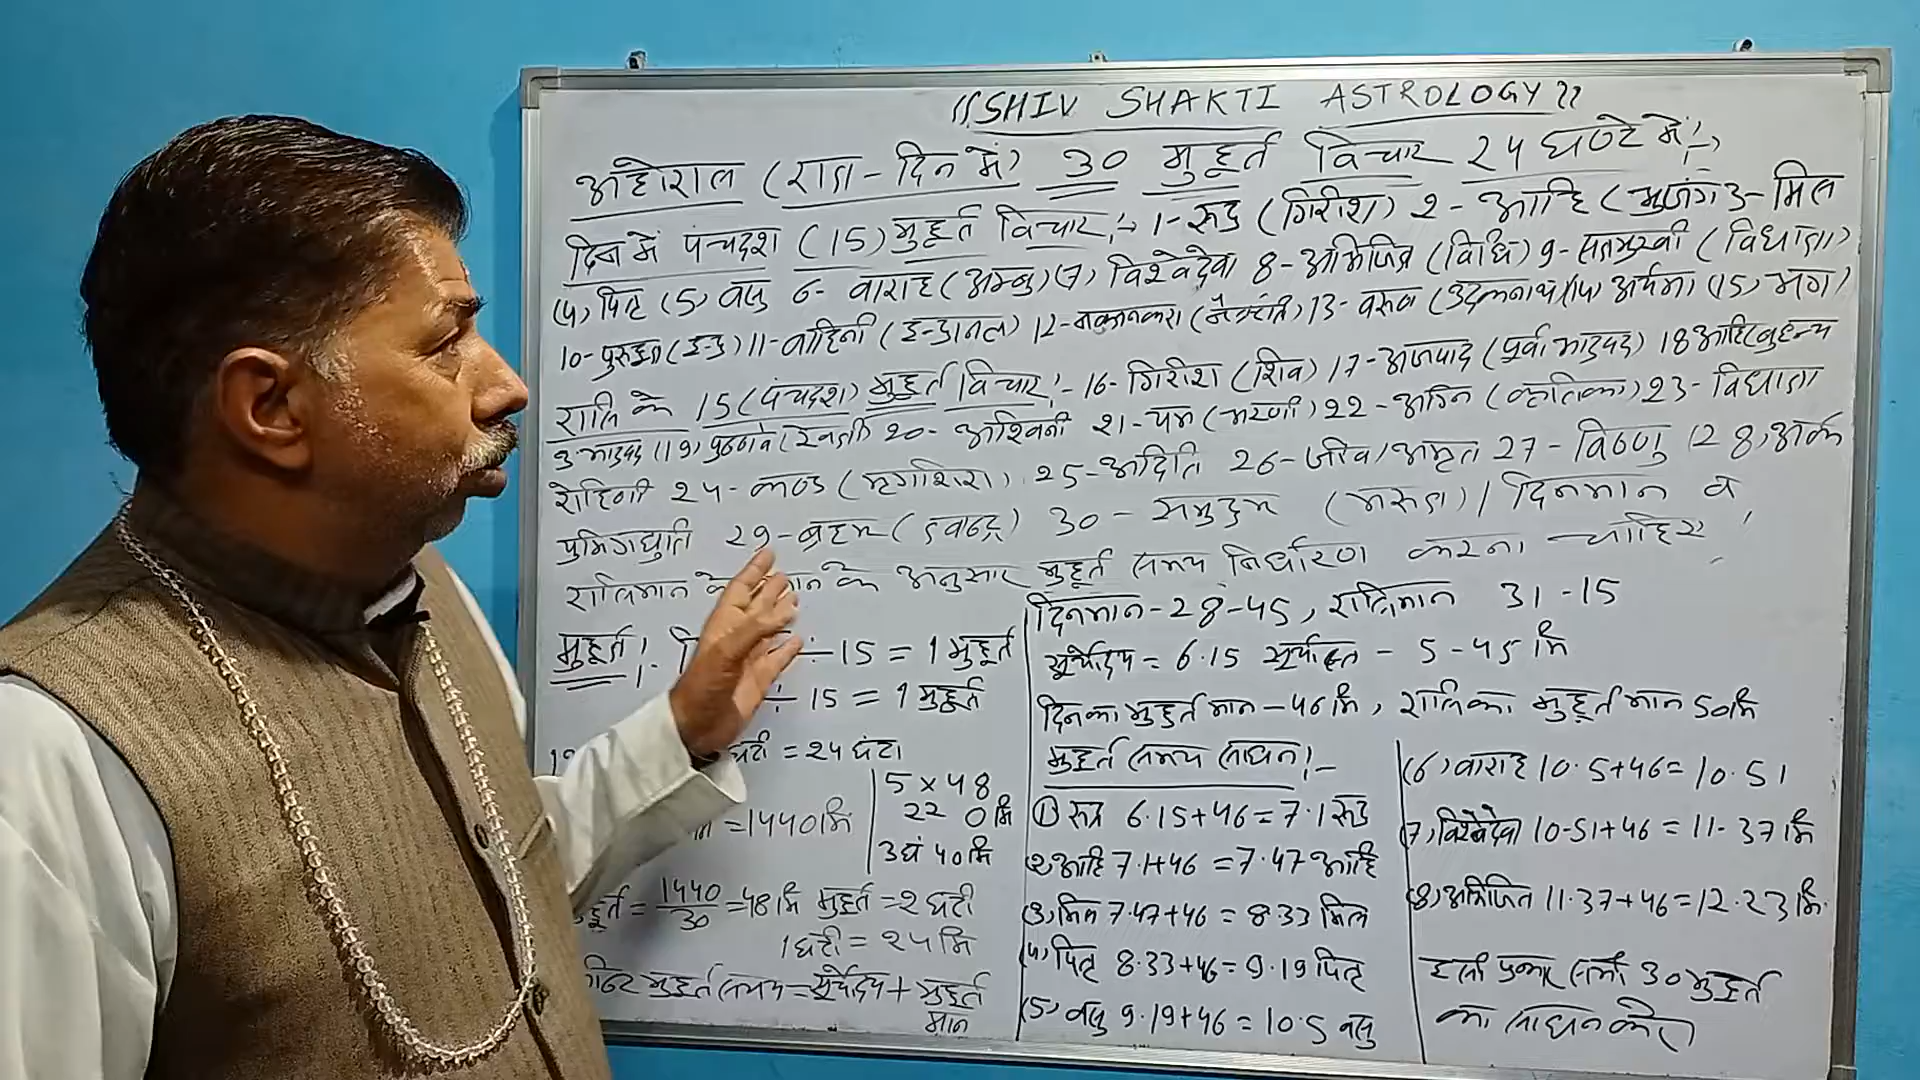 SHIV SHAKTI ASTROLOGY
अहोरात्र (रात्र-दिन में) 30 मुहूर्त विचार 24 घण्टे में :-
दिन में पंचदश (15) मुहूर्त विचार :- 1- रुद्र (गिरीश) 2- आहि (भुजंग 3- मित्र
(4) पितृ (5) वसु 6- वाराह (अम्बु) (7) विश्वेदेवा 8- अभिजित (विधि) 9- सतमुखी (विधाता)
10- पुरुहूत (इन्द्र) 11- वाहिनी (इन्द्रानल) 12- नक्तनकरा (नैऋति) 13- वरुण (उदकनाथ) (14) अर्यमा (15) भग)
रात्रि के 15 (पंचदश) मुहूर्त विचार :- 16- गिरीश (शिव) 17- अजपाद (पूर्वाभाद्रपद) 18 आहिर्बुहन्य
उ-भाद्रपद (19) (रेवती) 20- अश्विनी 21- यम (भरणी) 22- अग्नि (कृतिका) 23- विधाता
रोहिणी 24- कण्ड (मृगशिरा) 25- आदिति 26- जीव/अमृत 27- विष्णु (28) अर्क
29- ब्रहम 30- समुद्रम / दिनमान व
रात्रिमान के मान के अनुसार मुहूर्त समय निर्धारण करना चाहिए
मुहूर्त :- ÷ 15 = 1 मुहूर्त
÷ 15 = 1 मुहूर्त
घटी = 24 घंटा
= 1440 मि
5 x 48
22 0 मि
3 घं 40 मि
मुहूर्त = 1440/30 = 48 मि मुहूर्त = 2 घटी
1 घटी = 24 मि
मुहूर्त समय = सूर्योदय + मुहूर्त
मान
दिनमान - 28-45, रात्रिमान 31-15
सूर्योदय = 6.15 सूर्यास्त - 5-45 मि
दिन का मुहूर्त मान - 46 मि, रात्रि का मुहूर्त मान 50 मि
मुहूर्त समय साधन :-
① रुद्र 6.15+46 = 7.1 रुद्र
2) आहि 7.1+46 = 7.47 आहि
(3) मित्र 7.47+46 = 8.33 मित्र
(4) पितृ 8.33+46 = 9.19 पितृ
(5) वसु 9.19+46 = 10.5 वसु
(6) वाराह 10.5+46 = 10.51
(7) विश्वेदेवा 10-51+46 = 11-37 मि
(8) अभिजित 11.37+46 = 12.23 मि.
इसी प्रकार सभी 30 मुहूर्त
का साधन करें